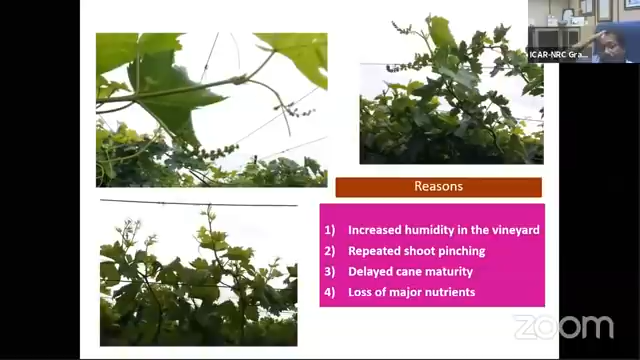 ICAR-NRC Gra...
Reasons
1) Increased humidity in the vineyard
2) Repeated shoot pinching
3) Delayed cane maturity
4) Loss of major nutrients
zoom